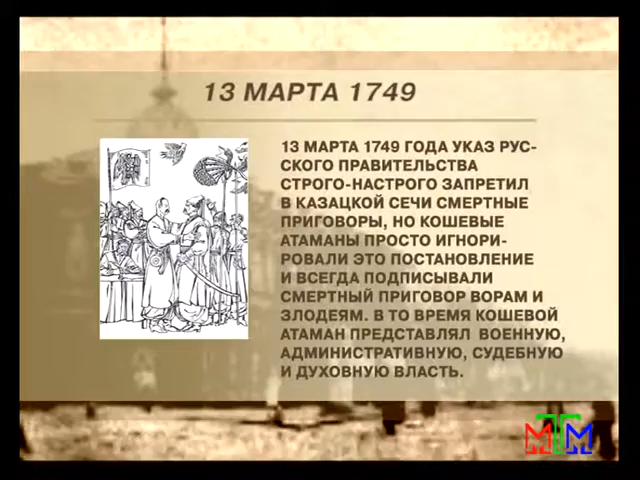 13 МАРТА 1749
13 МАРТА 1749 ГОДА УКАЗ РУС-
СКОГО ПРАВИТЕЛЬСТВА
СТРОГО-НАСТРОГО ЗАПРЕТИЛ
В КАЗАЦКОЙ СЕЧИ СМЕРТНЫЕ
ПРИГОВОРЫ, НО КОШЕВЫЕ
АТАМАНЫ ПРОСТО ИГНОРИ-
РОВАЛИ ЭТО ПОСТАНОВЛЕНИЕ
И ВСЕГДА ПОДПИСЫВАЛИ
СМЕРТНЫЙ ПРИГОВОР ВОРАМ И
ЗЛОДЕЯМ. В ТО ВРЕМЯ КОШЕВОЙ
АТАМАН ПРЕДСТАВЛЯЛ ВОЕННУЮ,
АДМИНИСТРАТИВНУЮ, СУДЕБНУЮ
И ДУХОВНУЮ ВЛАСТЬ.
МТМ